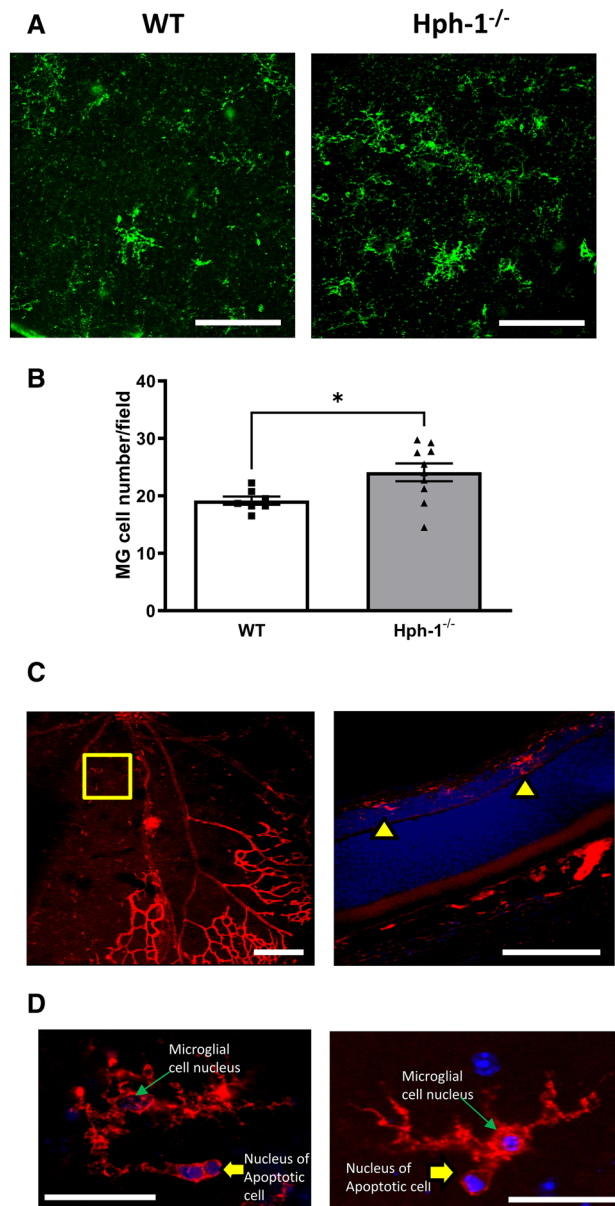 A
WT
Hph-1⁻/⁻
B
MG cell number/field
40
30
20
10
0
*
WT
Hph-1⁻/⁻
C
D
Microglial
cell nucleus
Nucleus of
Apoptotic
cell
Microglial
cell nucleus
Nucleus of
Apoptotic cell